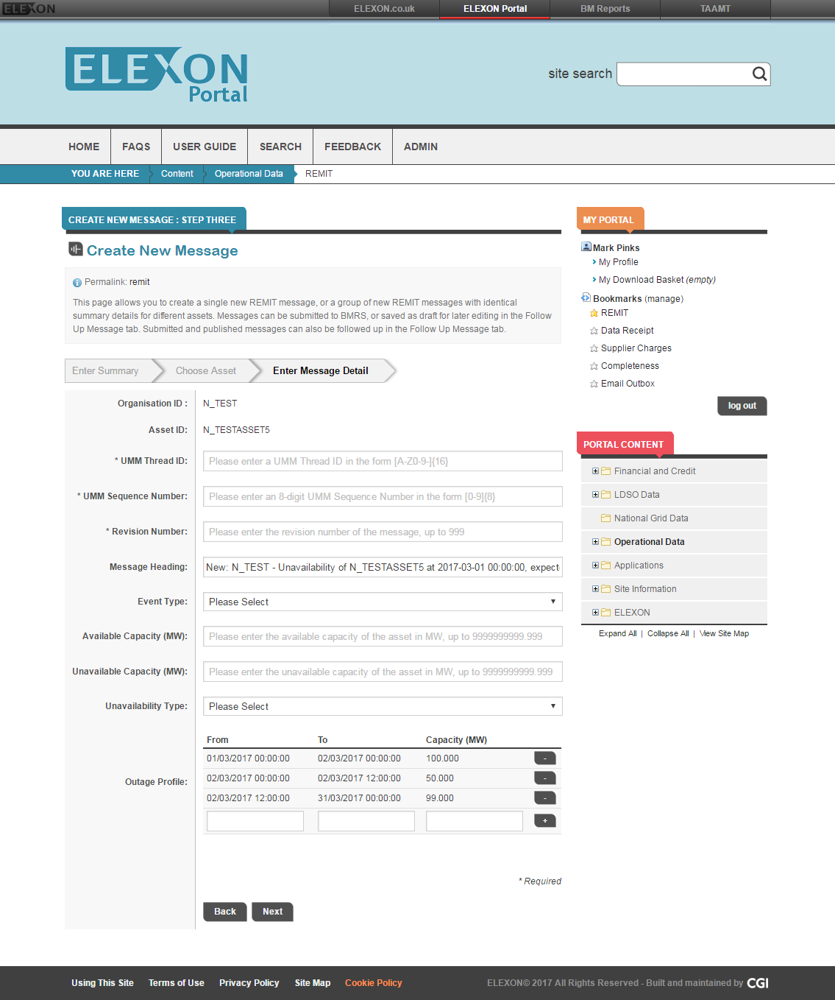 ELEXON
ELEXON.co.uk
ELEXON Portal
BM Reports
TAAMT
ELEXON
Portal
site search
HOME
FAQS
USER GUIDE
SEARCH
FEEDBACK
ADMIN
YOU ARE HERE
Content
Operational Data
REMIT
CREATE NEW MESSAGE : STEP THREE
Create New Message
Permalink: remit
This page allows you to create a single new REMIT message, or a group of new REMIT messages with identical
summary details for different assets. Messages can be submitted to BMRS, or saved as draft for later editing in the Follow
Up Message tab. Submitted and published messages can also be followed up in the Follow Up Message tab.
Enter Summary
Choose Asset
Enter Message Detail
Organisation ID : N_TEST
Asset ID: N_TESTASSET5
* UMM Thread ID: Please enter a UMM Thread ID in the form [A-Z0-9-]{16}
* UMM Sequence Number: Please enter an 8-digit UMM Sequence Number in the form [0-9]{8}
* Revision Number: Please enter the revision number of the message, up to 999
Message Heading: New: N_TEST - Unavailability of N_TESTASSET5 at 2017-03-01 00:00:00, expect
Event Type: Please Select
Available Capacity (MW): Please enter the available capacity of the asset in MW, up to 9999999999.999
Unavailable Capacity (MW): Please enter the unavailable capacity of the asset in MW, up to 9999999999.999
Unavailability Type: Please Select
Outage Profile:
From To Capacity (MW)
01/03/2017 00:00:00 02/03/2017 00:00:00 100.000 -
02/03/2017 00:00:00 02/03/2017 12:00:00 50.000 -
02/03/2017 12:00:00 31/03/2017 00:00:00 99.000 -
+
* Required
Back
Next
MY PORTAL
Mark Pinks
My Profile
My Download Basket (empty)
Bookmarks (manage)
REMIT
Data Receipt
Supplier Charges
Completeness
Email Outbox
log out
PORTAL CONTENT
Financial and Credit
LDSO Data
National Grid Data
Operational Data
Applications
Site Information
ELEXON
Expand All | Collapse All | View Site Map
Using This Site
Terms of Use
Privacy Policy
Site Map
Cookie Policy
ELEXON© 2017 All Rights Reserved - Built and maintained by CGI